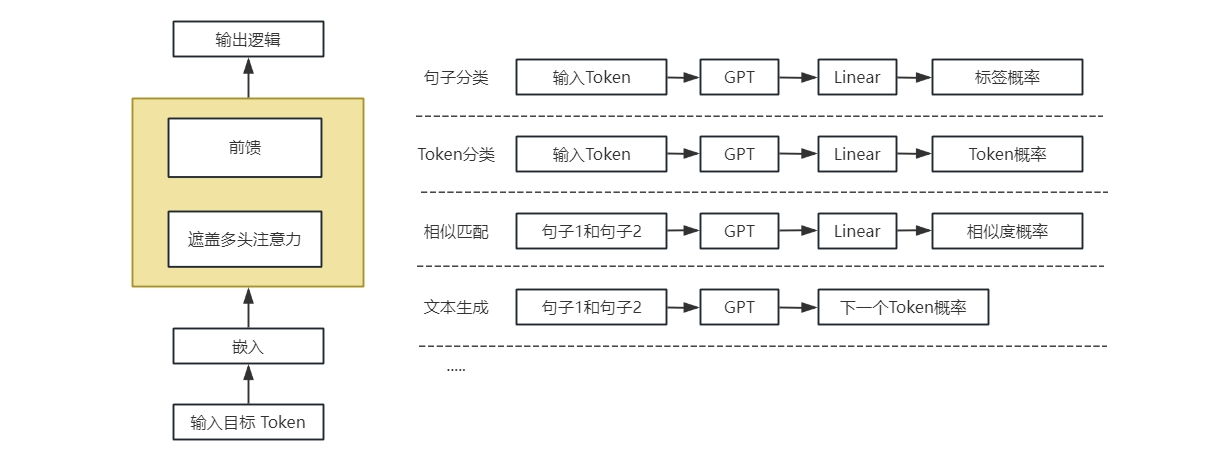 输出逻辑
前馈
遮盖多头注意力
嵌入
输入目标 Token
句子分类 输入Token GPT Linear 标签概率
Token分类 输入Token GPT Linear Token概率
相似匹配 句子1和句子2 GPT Linear 相似度概率
文本生成 句子1和句子2 GPT 下一个Token概率
.....